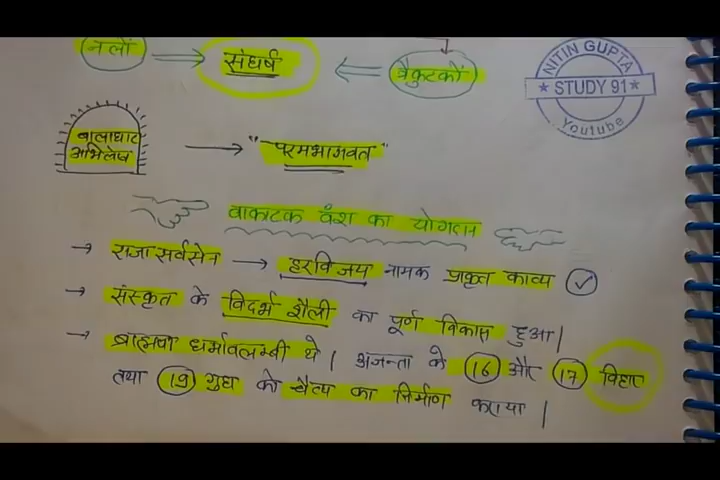 नलों
संघर्ष
त्रैकुटकों
NITIN GUPTA
STUDY 91
Youtube
बालाघाट
अभिलेख
"परमभागवत"
वाकाटक वंश का योगदान
→ राजा सर्वसेन → हरविजय नामक प्राकृत काव्य
→ संस्कृत के विदर्भ शैली का पूर्ण विकास हुआ|
→ ब्राह्मण धर्मावलम्बी थे| अजन्ता के 16 और 17 विहार
तथा 19 गुफा को चैत्य का निर्माण कराया|